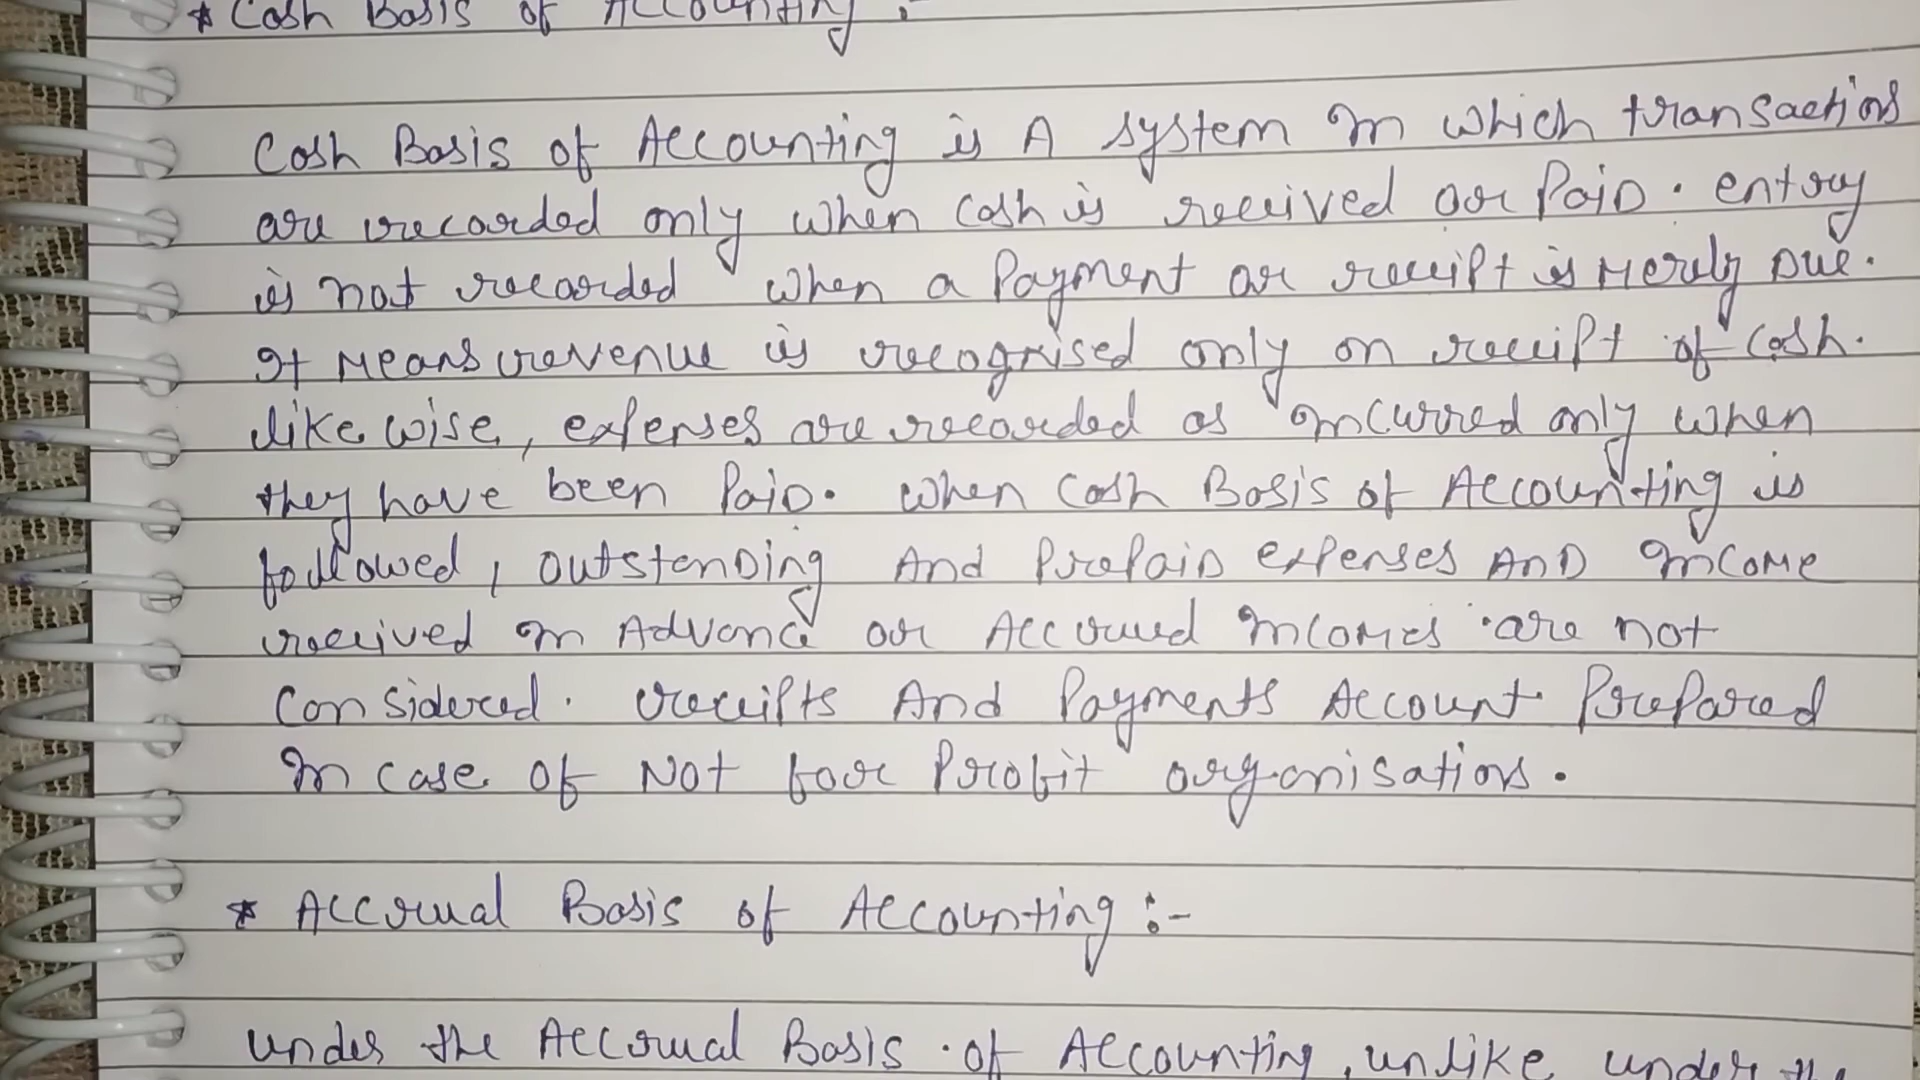 * Cash Basis of Accounting :
Cash Basis of Accounting is A system In which transactions
are recorded only when cash is received or Paid. entry
is not recorded when a Payment or receipt is Merely Due.
It Means revenue is recognised only on receipt of cash.
like wise, expenses are recorded as Incurred only when
they have been Paid. when cash Basis of Accounting is
followed, outstanding And Prepaid expenses AND Income
received In Advance or Accrued Incomes are not
Considered. receipts And Payments Account Prepared
In case of Not for Profit organisations.
* Accrual Basis of Accounting :-
under the Accrual Basis of Accounting, unlike under the